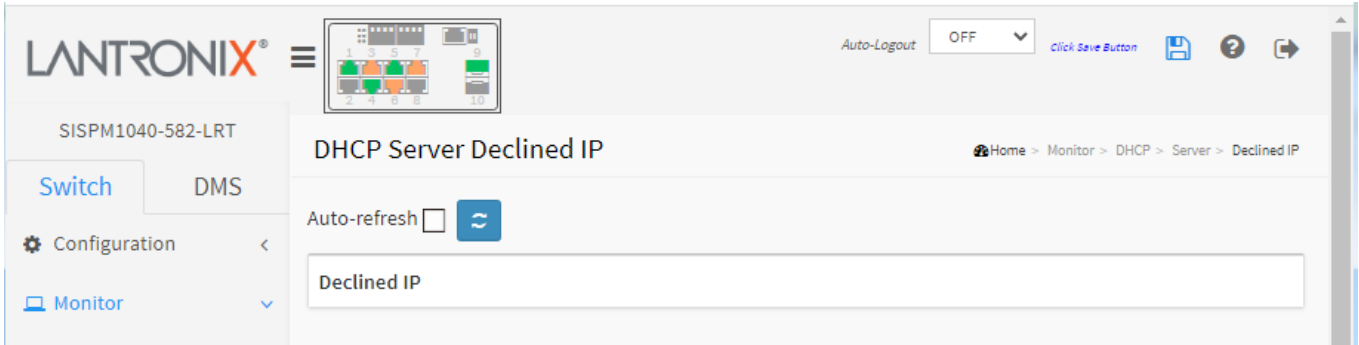 LANTRONIX®
1 3 5 7 9
2 4 6 8 10
Auto-Logout OFF Click Save Button
SISPM1040-582-LRT
Switch DMS
Configuration
Monitor
DHCP Server Declined IP
Home > Monitor > DHCP > Server > Declined IP
Auto-refresh
Declined IP